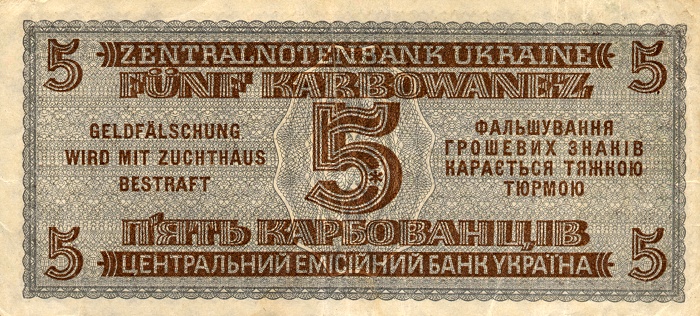 5 ZENTRALNOTENBANK UKRAINE 5
FÜNF KARBOWANEZ
GELDFÄLSCHUNG
WIRD MIT ZUCHTHAUS
BESTRAFT
5
ФАЛЬШУВАННЯ
ГРОШЕВИХ ЗНАКІВ
КАРАЄТЬСЯ ТЯЖКОЮ
ТЮРМОЮ
П'ЯТЬ КАРБОВАНЦІВ
5 ЦЕНТРАЛЬНИЙ ЕМІСІЙНИЙ БАНК УКРАЇНА 5